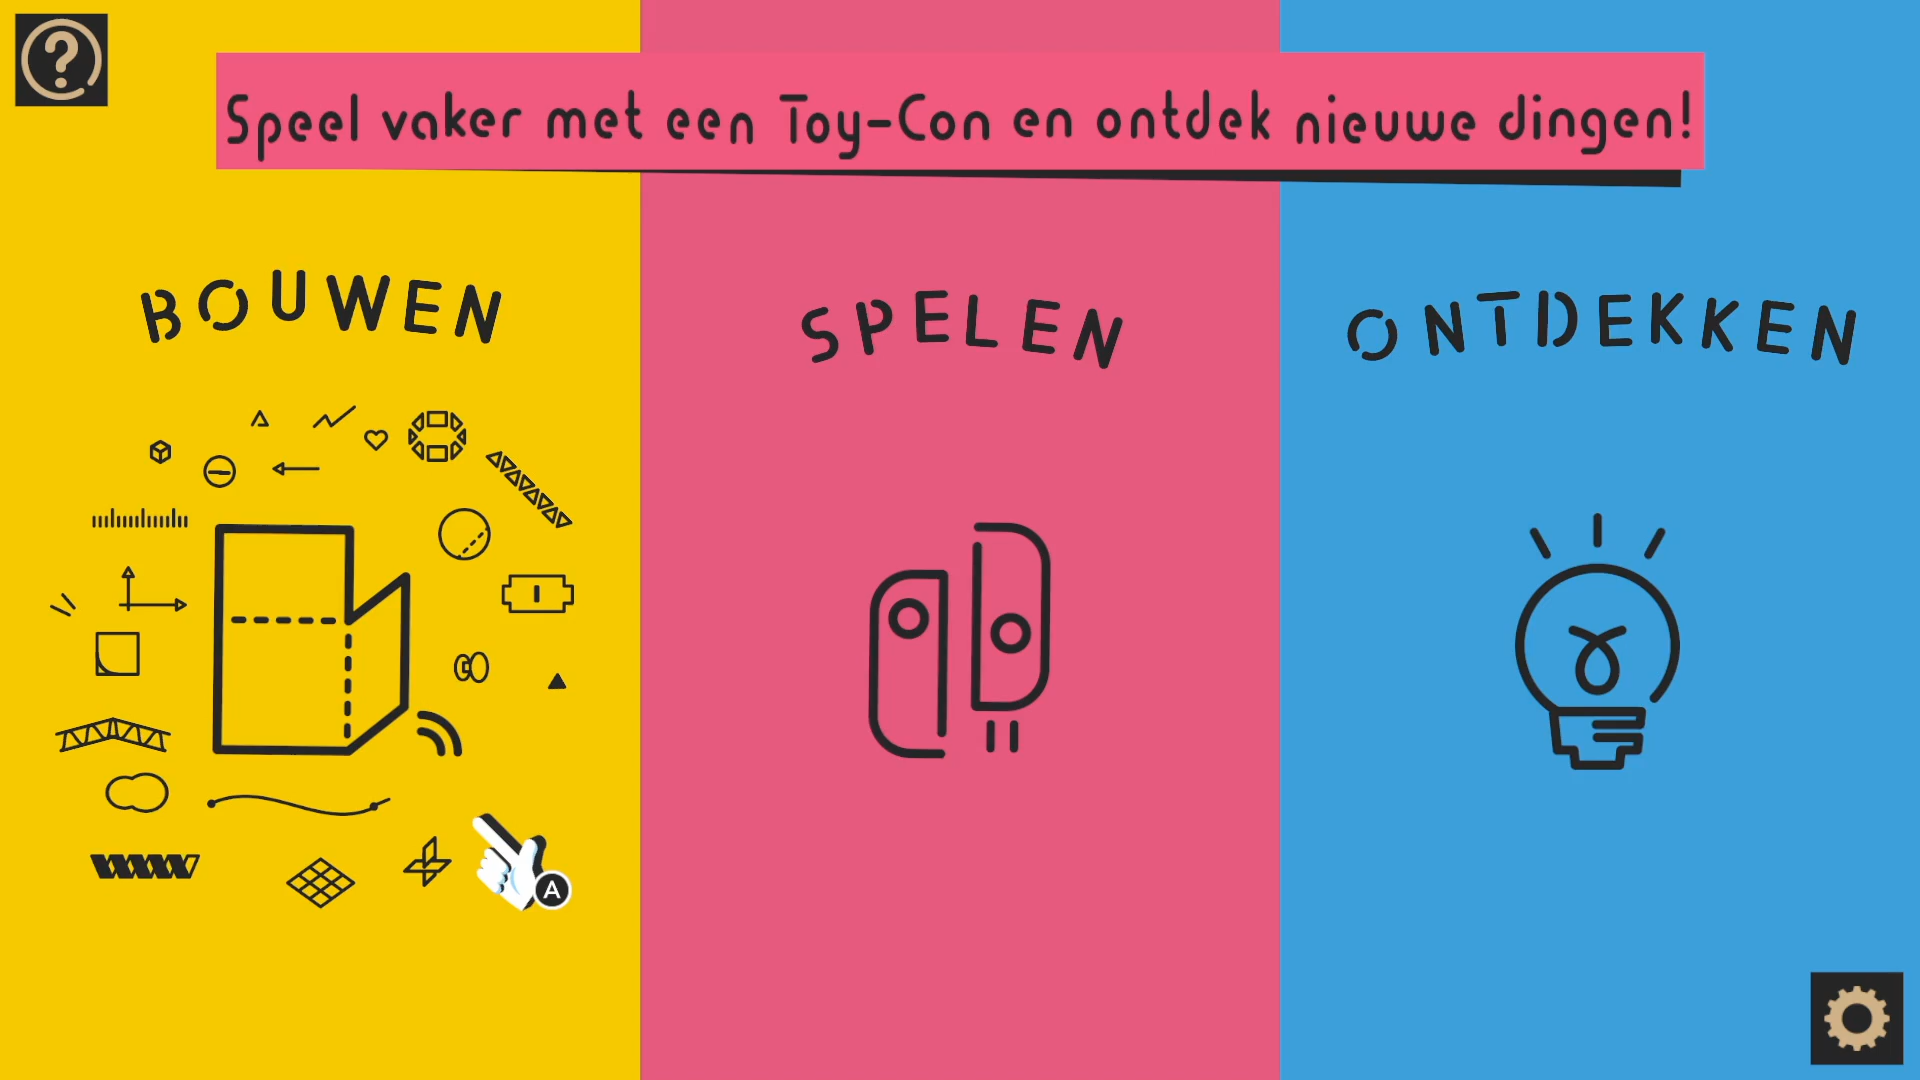 ?
Speel vaker met een Toy-Con en ontdek nieuwe dingen!
BOUWEN
SPELEN
ONTDEKKEN
A